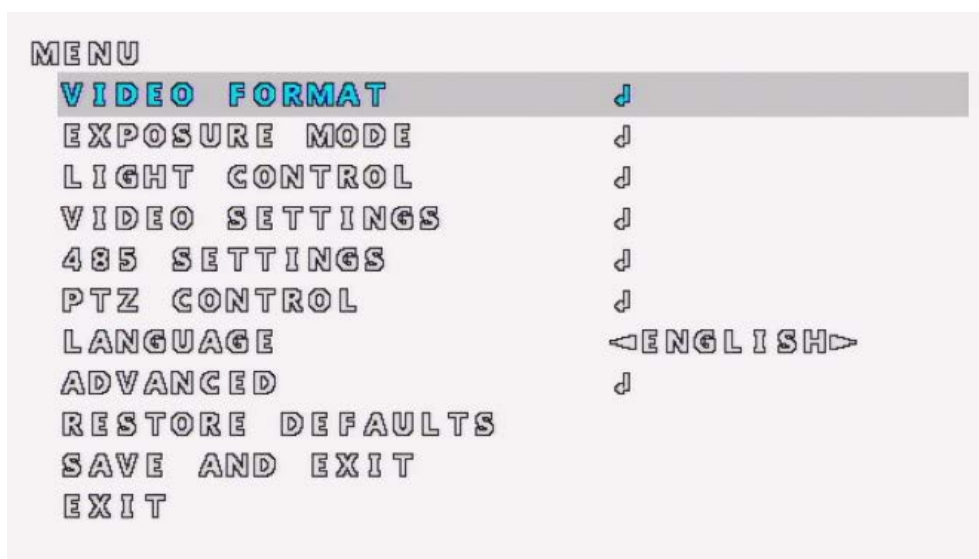 MENU
VIDEO FORMAT
EXPOSURE MODE
LIGHT CONTROL
VIDEO SETTINGS
485 SETTINGS
PTZ CONTROL
LANGUAGE ENGLISH
ADVANCED
RESTORE DEFAULTS
SAVE AND EXIT
EXIT